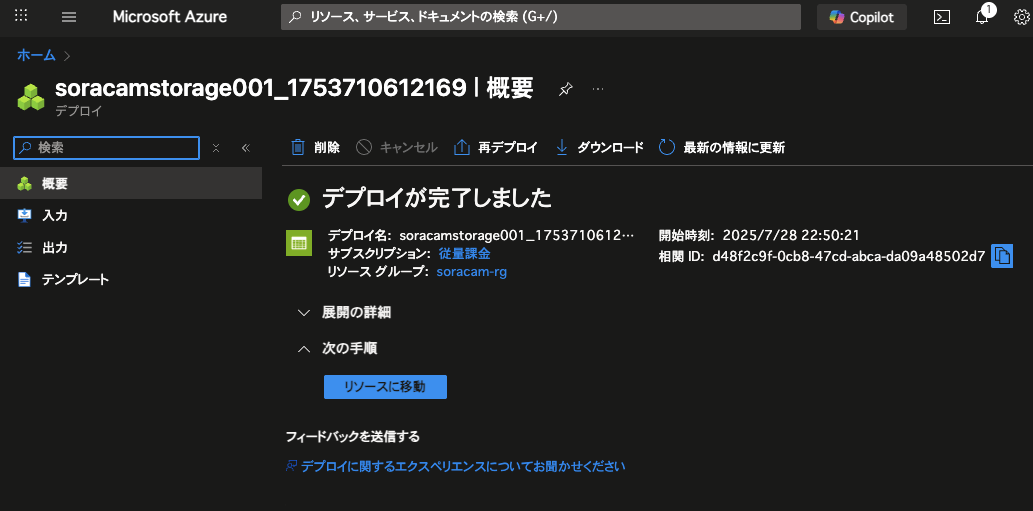 Microsoft Azure
リソース、サービス、ドキュメントの検索 (G+/)
Copilot
1
ホーム
soracamstorage001_1753710612169 | 概要
デプロイ
検索
削除
キャンセル
再デプロイ
ダウンロード
最新の情報に更新
概要
入力
出力
テンプレート
デプロイが完了しました
デプロイ名: soracamstorage001_1753710612…
サブスクリプション: 従量課金
リソース グループ: soracam-rg
開始時刻: 2025/7/28 22:50:21
相関 ID: d48f2c9f-0cb8-47cd-abca-da09a48502d7
展開の詳細
次の手順
リソースに移動
フィードバックを送信する
デプロイに関するエクスペリエンスについてお聞かせください